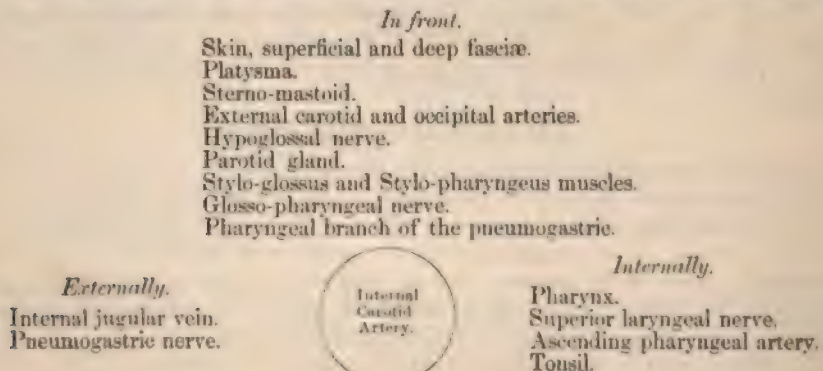 In front.
Skin, superficial and deep fasciæ.
Platysma.
Sterno-mastoid.
External carotid and occipital arteries.
Hypoglossal nerve.
Parotid gland.
Stylo-glossus and Stylo-pharyngeus muscles.
Glosso-pharyngeal nerve.
Pharyngeal branch of the pneumogastric.
Externally.
Internal jugular vein.
Pneumogastric nerve.
Internal
Carotid
Artery.
Internally.
Pharynx.
Superior laryngeal nerve.
Ascending pharyngeal artery.
Tonsil.